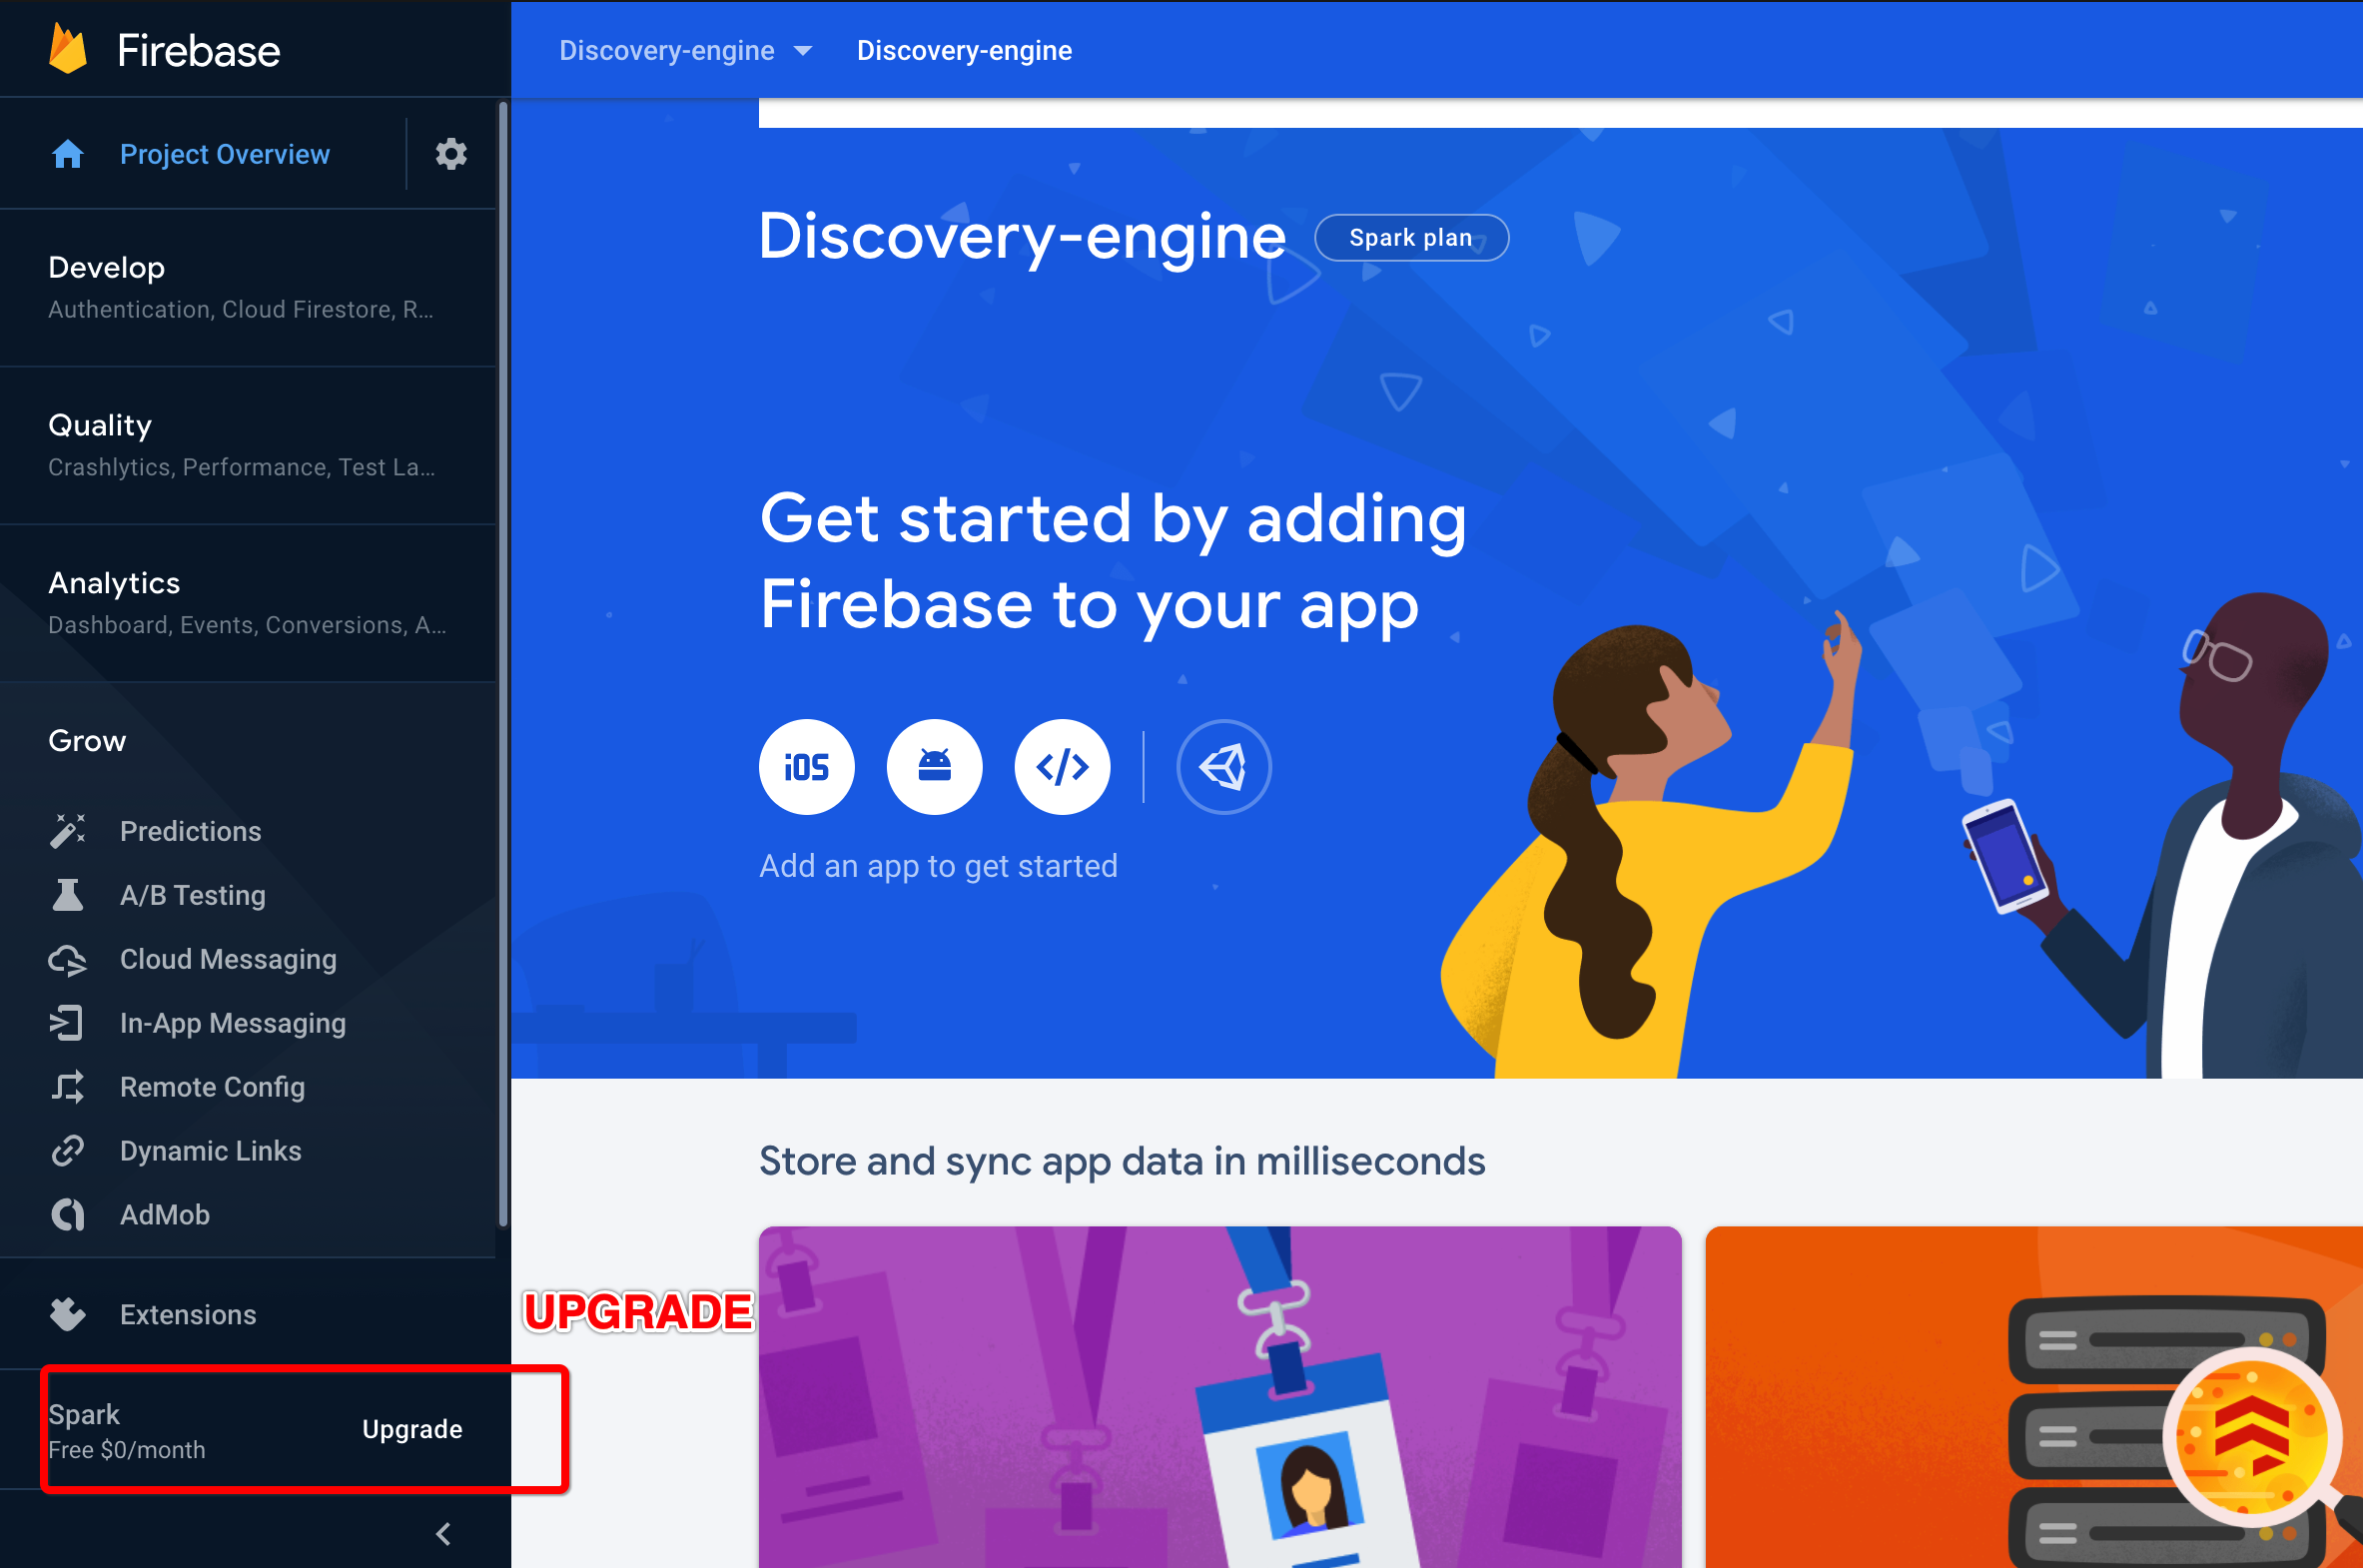 Firebase
Discovery-engine
Discovery-engine
Project Overview
Develop
Authentication, Cloud Firestore, R...
Quality
Crashlytics, Performance, Test La...
Analytics
Dashboard, Events, Conversions, A...
Grow
Predictions
A/B Testing
Cloud Messaging
In-App Messaging
Remote Config
Dynamic Links
AdMob
Extensions
Spark
Free $0/month
Upgrade
Discovery-engine
Spark plan
Get started by adding
Firebase to your app
iOS
Add an app to get started
Store and sync app data in milliseconds
UPGRADE